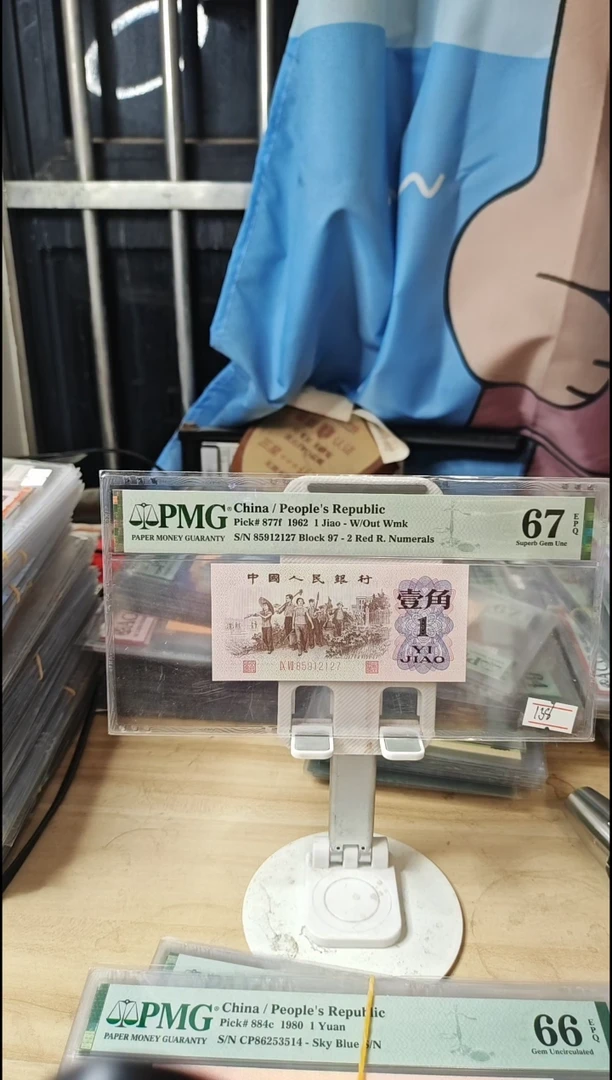 PMG
PAPER MONEY GUARANTY
China / People's Republic
Pick# 877f 1962 1 Jiao - W/Out Wmk
S/N 85912127 Block 97 - 2 Red R. Numerals
67 EPQ
Superb Gem Unc
中國人民銀行
壹角
1
YI
JIAO
IX VII 85912127
PMG
PAPER MONEY GUARANTY
China / People's Republic
Pick# 884c 1980 1 Yuan
S/N CP86253514 - Sky Blue S/N
66 EPQ
Gem Uncirculated